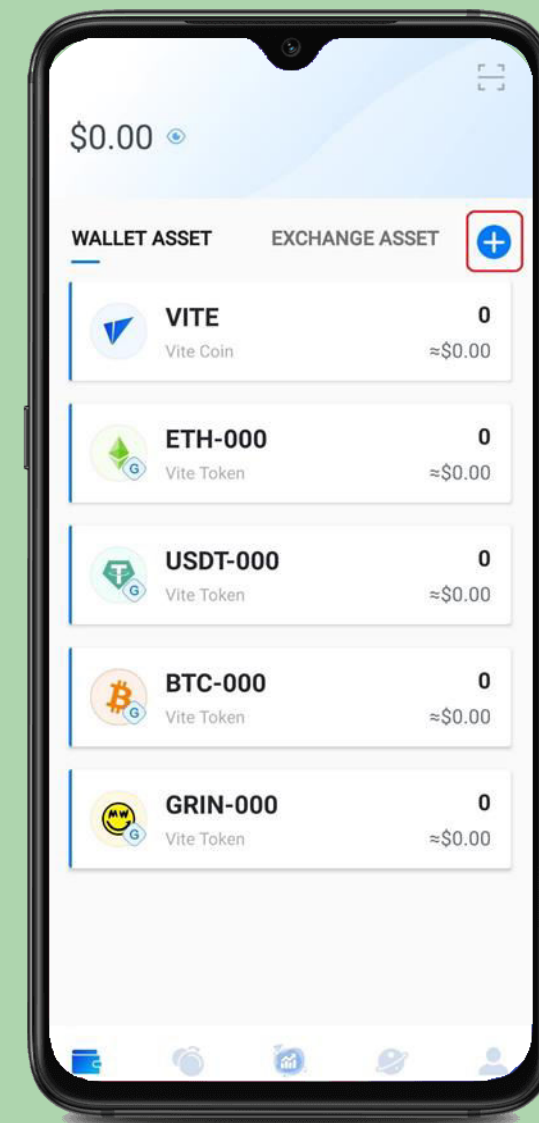 $0.00
WALLET ASSET EXCHANGE ASSET
VITE 0
Vite Coin ≈$0.00
ETH-000 0
Vite Token ≈$0.00
G
USDT-000 0
Vite Token ≈$0.00
G
BTC-000 0
Vite Token ≈$0.00
G
GRIN-000 0
Vite Token ≈$0.00
MW
G